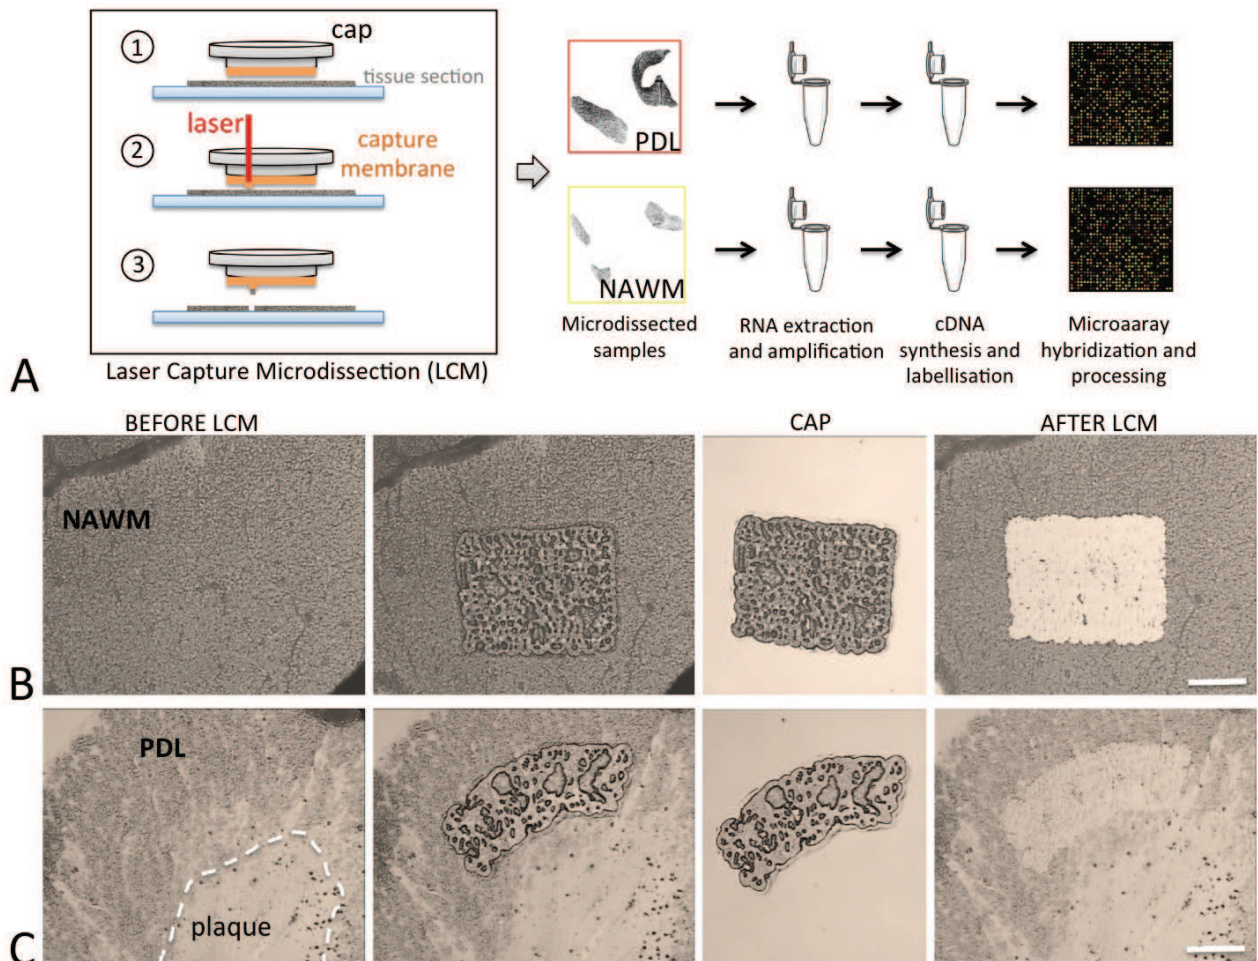 1
cap
tissue section
laser
2
capture
membrane
3
Laser Capture Microdissection (LCM)
A
PDL
NAWM
Microdissected
samples
RNA extraction
and amplification
cDNA
synthesis and
labellisation
Microaaray
hybridization and
processing
BEFORE LCM
CAP
AFTER LCM
NAWM
B
PDL
plaque
C